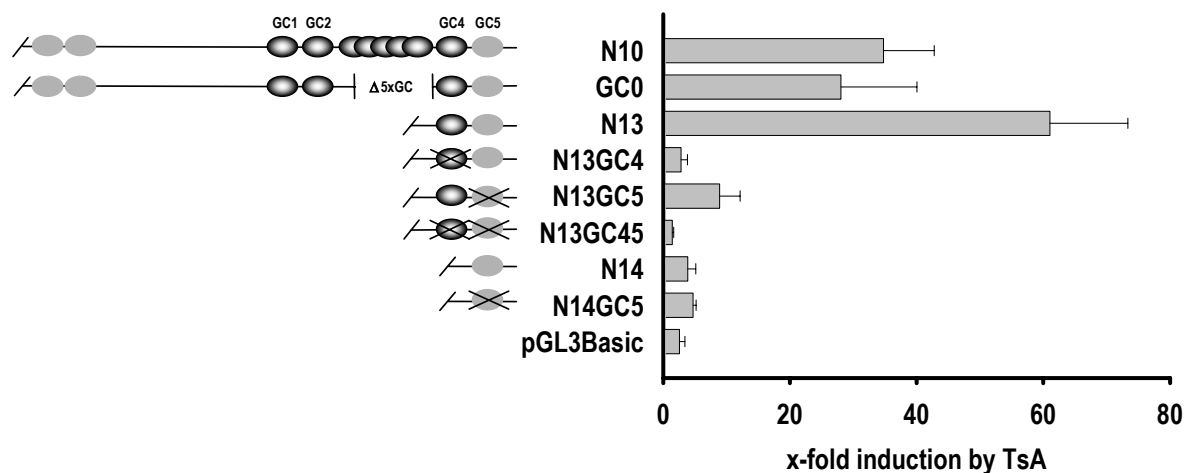 GC1 GC2 GC4 GC5
N10
Δ5xGC
GC0
N13
N13GC4
N13GC5
N13GC45
N14
N14GC5
pGL3Basic
0 20 40 60 80
x-fold induction by TsA